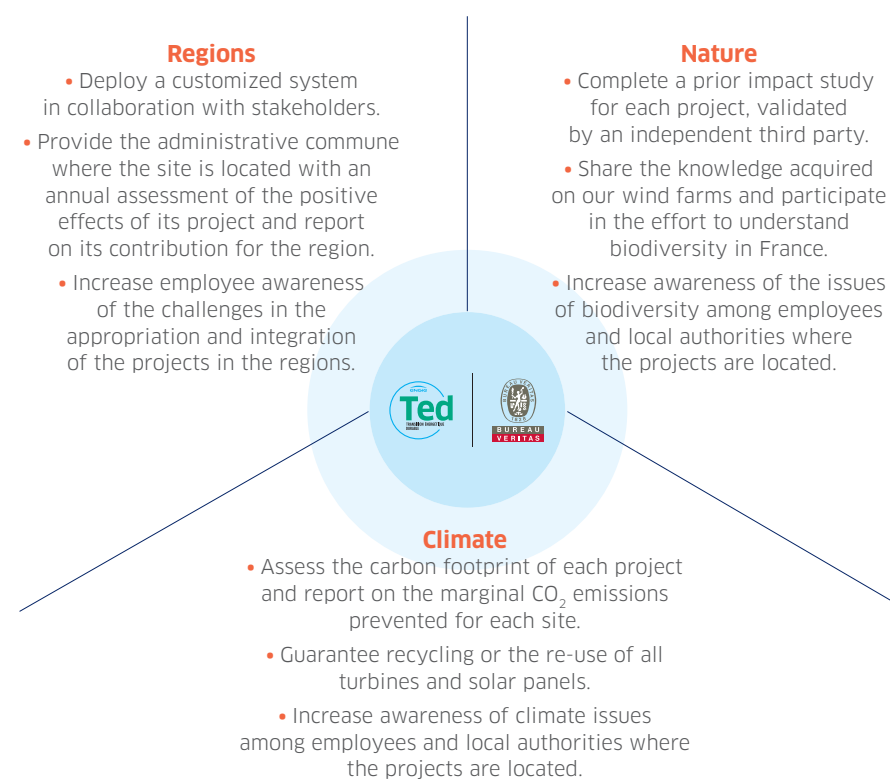 Regions
• Deploy a customized system
in collaboration with stakeholders.
• Provide the administrative commune
where the site is located with an
annual assessment of the positive
effects of its project and report
on its contribution for the region.
• Increase employee awareness
of the challenges in the
appropriation and integration
of the projects in the regions.
Nature
• Complete a prior impact study
for each project, validated
by an independent third party.
• Share the knowledge acquired
on our wind farms and participate
in the effort to understand
biodiversity in France.
• Increase awareness of the issues
of biodiversity among employees
and local authorities where
the projects are located.
Ted
BUREAU VERITAS
1828
BUREAU
VERITAS
Climate
• Assess the carbon footprint of each project
and report on the marginal CO₂ emissions
prevented for each site.
• Guarantee recycling or the re-use of all
turbines and solar panels.
• Increase awareness of climate issues
among employees and local authorities where
the projects are located.